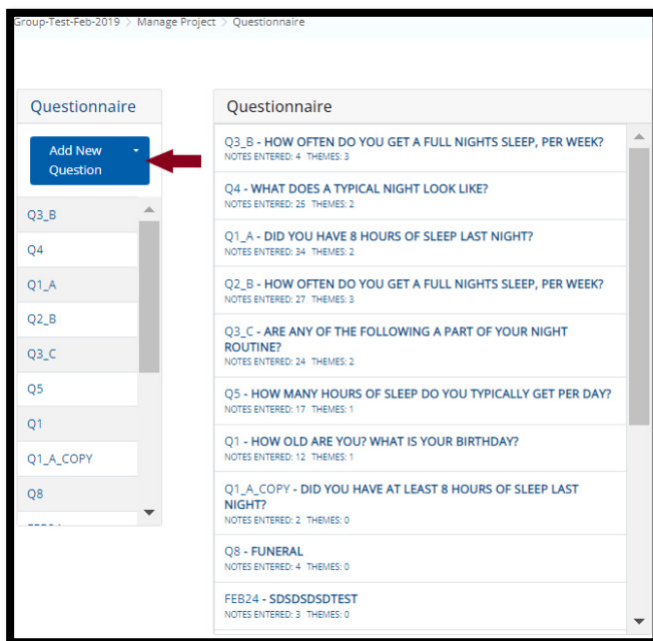 Group-Test-Feb-2019 > Manage Project > Questionnaire
Questionnaire
Add New
Question
Q3_B
Q4
Q1_A
Q2_B
Q3_C
Q5
Q1
Q1_A_COPY
Q8
Questionnaire
Q3_B - HOW OFTEN DO YOU GET A FULL NIGHTS SLEEP, PER WEEK?
NOTES ENTERED: 4 THEMES: 3
Q4 - WHAT DOES A TYPICAL NIGHT LOOK LIKE?
NOTES ENTERED: 25 THEMES: 2
Q1_A - DID YOU HAVE 8 HOURS OF SLEEP LAST NIGHT?
NOTES ENTERED: 34 THEMES: 2
Q2_B - HOW OFTEN DO YOU GET A FULL NIGHTS SLEEP, PER WEEK?
NOTES ENTERED: 27 THEMES: 3
Q3_C - ARE ANY OF THE FOLLOWING A PART OF YOUR NIGHT
ROUTINE?
NOTES ENTERED: 24 THEMES: 2
Q5 - HOW MANY HOURS OF SLEEP DO YOU TYPICALLY GET PER DAY?
NOTES ENTERED: 17 THEMES: 1
Q1 - HOW OLD ARE YOU? WHAT IS YOUR BIRTHDAY?
NOTES ENTERED: 12 THEMES: 1
Q1_A_COPY - DID YOU HAVE AT LEAST 8 HOURS OF SLEEP LAST
NIGHT?
NOTES ENTERED: 2 THEMES: 0
Q8 - FUNERAL
NOTES ENTERED: 4 THEMES: 0
FEB24 - SDSDSDSDTEST
NOTES ENTERED: 3 THEMES: 0